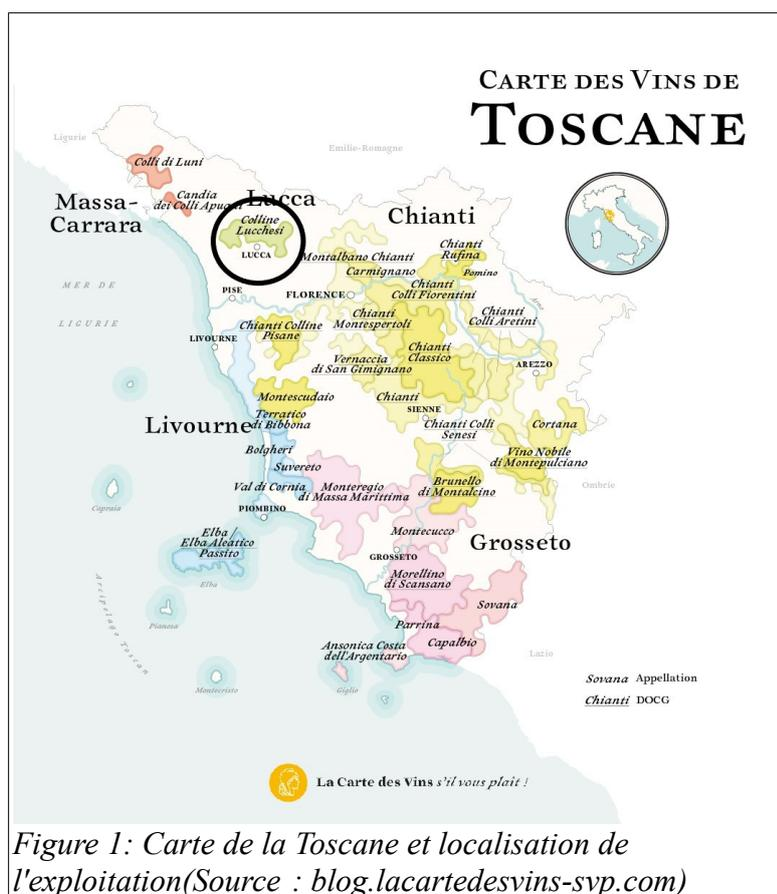 CARTE DES VINS DE
TOSCANE
Ligurie
Emilie-Romagne
Colli di Luni
Candia
dei Colli Apuani
Massa-
Carrara
Lucca
Colline
Lucchesi
LUCCA
Chianti
Montalbano Chianti
Carmignano
Chianti
Rufina
Pomino
MER DE
LIGURIE
PISE
FLORENCE
Chianti
Colli Fiorentini
Arno
Chianti Colline
Pisane
Chianti
Montespertoli
Chianti
Colli Aretini
LIVOURNE
Chianti
Classico
Vernaccia
di San Gimignano
AREZZO
Montescudaio
Chianti
SIENNE
Terratico
di Bibbona
Livourne
Chianti Colli
Senesi
Cortana
Bolgheri
Suvereto
Vino Nobile
di Montepulciano
Val di Cornia
Monteregio
di Massa Marittima
Brunello
di Montalcino
Ombrie
Capraia
PIOMBINO
Elba /
Elba Aleatico
Passito
Elba
Montecucco
Grosseto
GROSSETO
Morellino
di Scansano
Sovana
Arcipelago Toscan
Pianosa
Parrina
Capalbio
Ansonica Costa
dell'Argentario
Lazio
Montecristo
Giglio
Sovana Appellation
Chianti DOCG
La Carte des Vins s'il vous plaît !
Figure 1: Carte de la Toscane et localisation de
l'exploitation(Source : blog.lacartedesvins-svp.com)